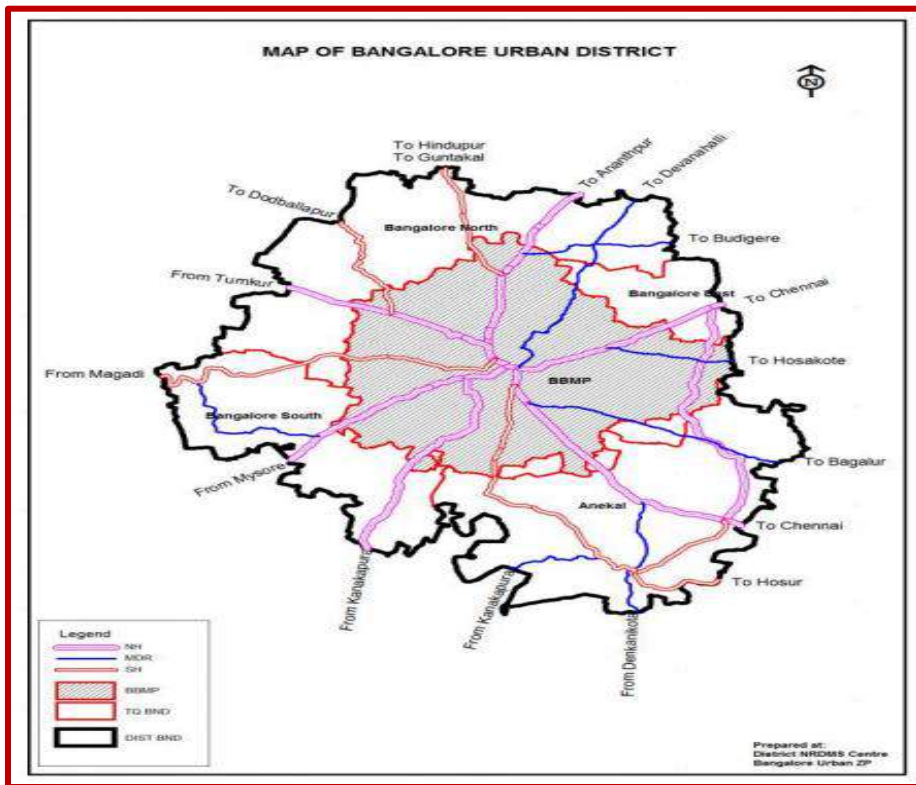 MAP OF BANGALORE URBAN DISTRICT
N
To Hindupur
To Guntakal
To Ananthpur
To Devanahalli
To Dodballapur
Bangalore North
To Budigere
From Tumkur
Bangalore East
To Chennai
From Magadi
To Hosakote
BBMP
Bangalore South
From Mysore
To Bagalur
Anekal
To Chennai
From Kanakapura
From Kanakapura
To Hosur
From Denkanikota
Legend
NH
MDR
SH
BBMP
TQ BND
DIST BND
Prepared at:
District NRDMS Centre
Bangalore Urban ZP